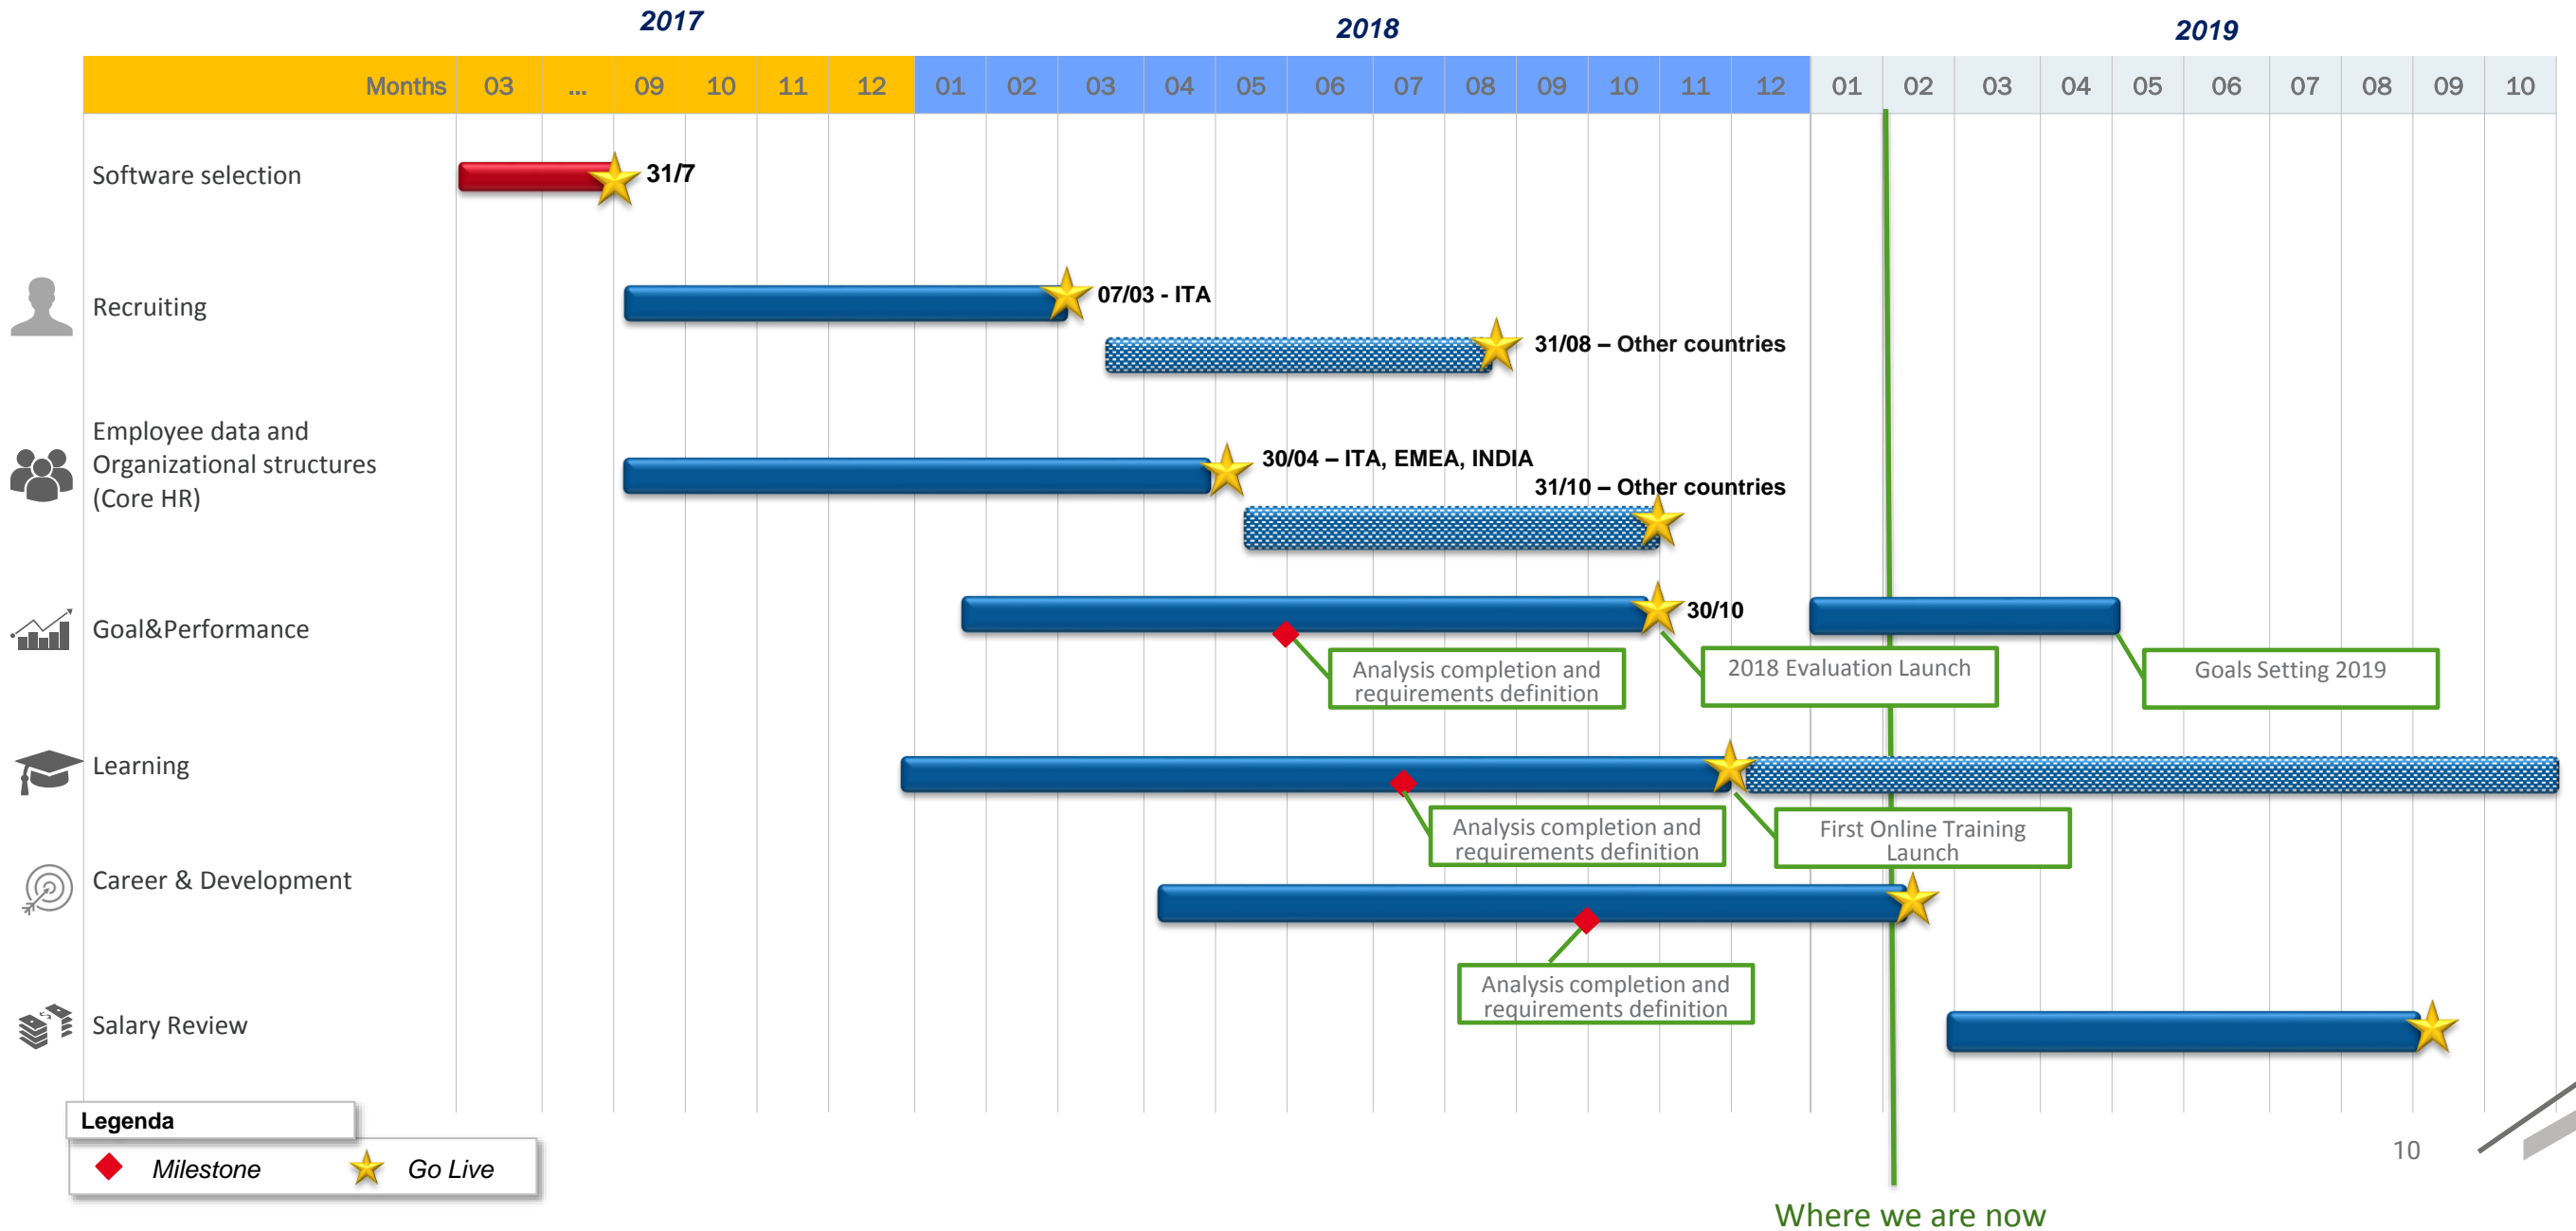 2017
2018
2019
Months 03 ... 09 10 11 12 01 02 03 04 05 06 07 08 09 10 11 12 01 02 03 04 05 06 07 08 09 10
Software selection
31/7
Recruiting
07/03 - ITA
31/08 – Other countries
Employee data and
Organizational structures
(Core HR)
30/04 – ITA, EMEA, INDIA
31/10 – Other countries
Goal&Performance
30/10
Analysis completion and
requirements definition
2018 Evaluation Launch
Goals Setting 2019
Learning
Analysis completion and
requirements definition
First Online Training
Launch
Career & Development
Analysis completion and
requirements definition
Salary Review
Legenda
Milestone
Go Live
10
Where we are now